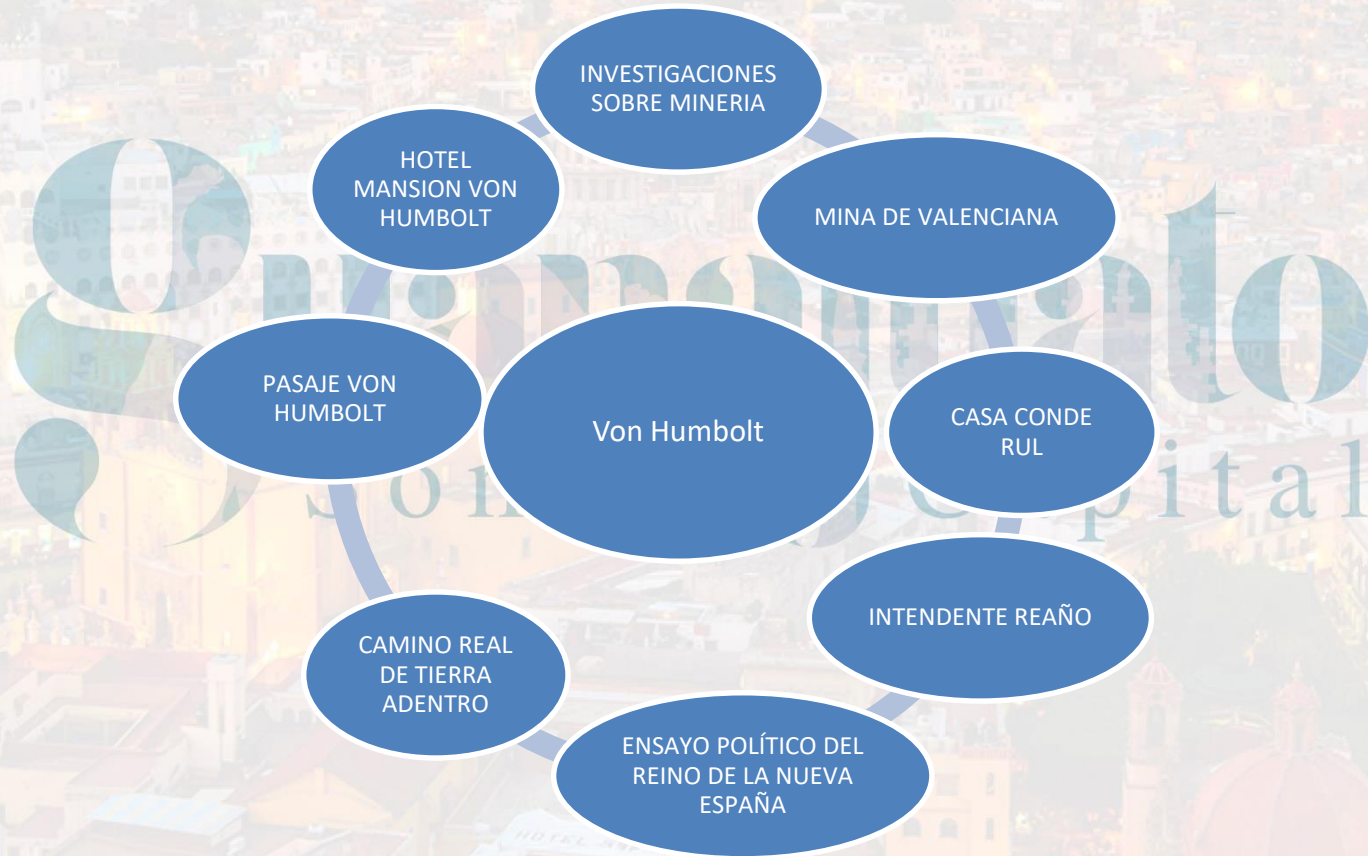 INVESTIGACIONES
SOBRE MINERIA
HOTEL
MANSION VON
HUMBOLT
MINA DE VALENCIANA
PASAJE VON
HUMBOLT
Von Humbolt
CASA CONDE
RUL
INTENDENTE REAÑO
CAMINO REAL
DE TIERRA
ADENTRO
ENSAYO POLÍTICO DEL
REINO DE LA NUEVA
ESPAÑA